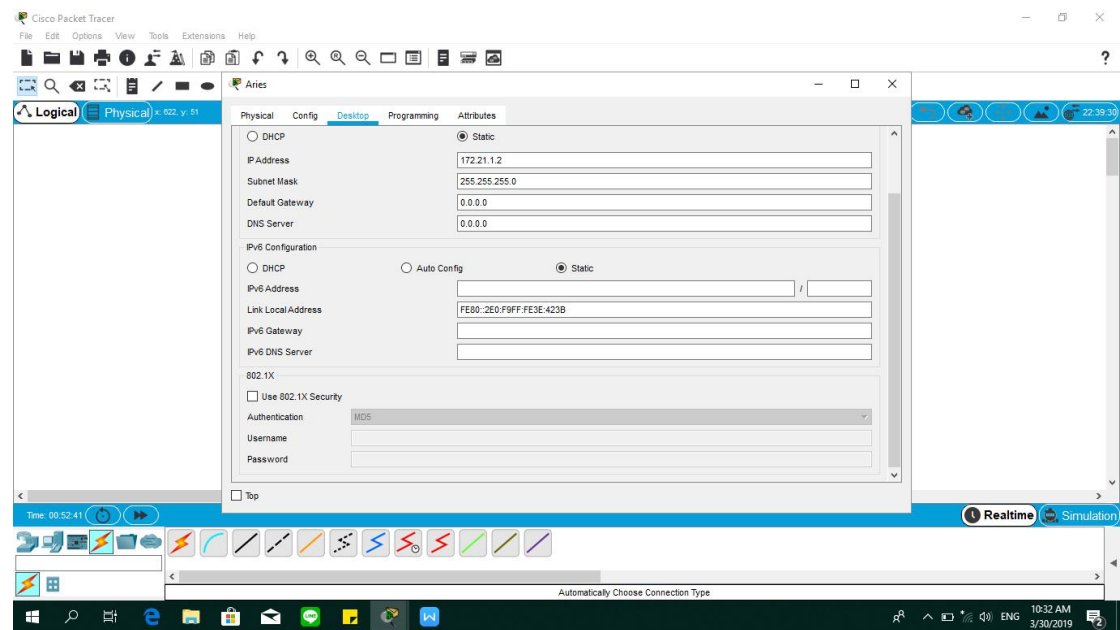 Cisco Packet Tracer
File Edit Options View Tools Extensions Help
?
Aries
Logical Physical x: 622, y: 51 22:39:30
Physical Config Desktop Programming Attributes
DHCP Static
IP Address 172.21.1.2
Subnet Mask 255.255.255.0
Default Gateway 0.0.0.0
DNS Server 0.0.0.0
IPv6 Configuration
DHCP Auto Config Static
IPv6 Address /
Link Local Address FE80::2E0:F9FF:FE3E:423B
IPv6 Gateway
IPv6 DNS Server
802.1X
Use 802.1X Security
Authentication MD5
Username
Password
Top
Time: 00:52:41 Realtime Simulation
Automatically Choose Connection Type
ENG 10:32 AM
3/30/2019